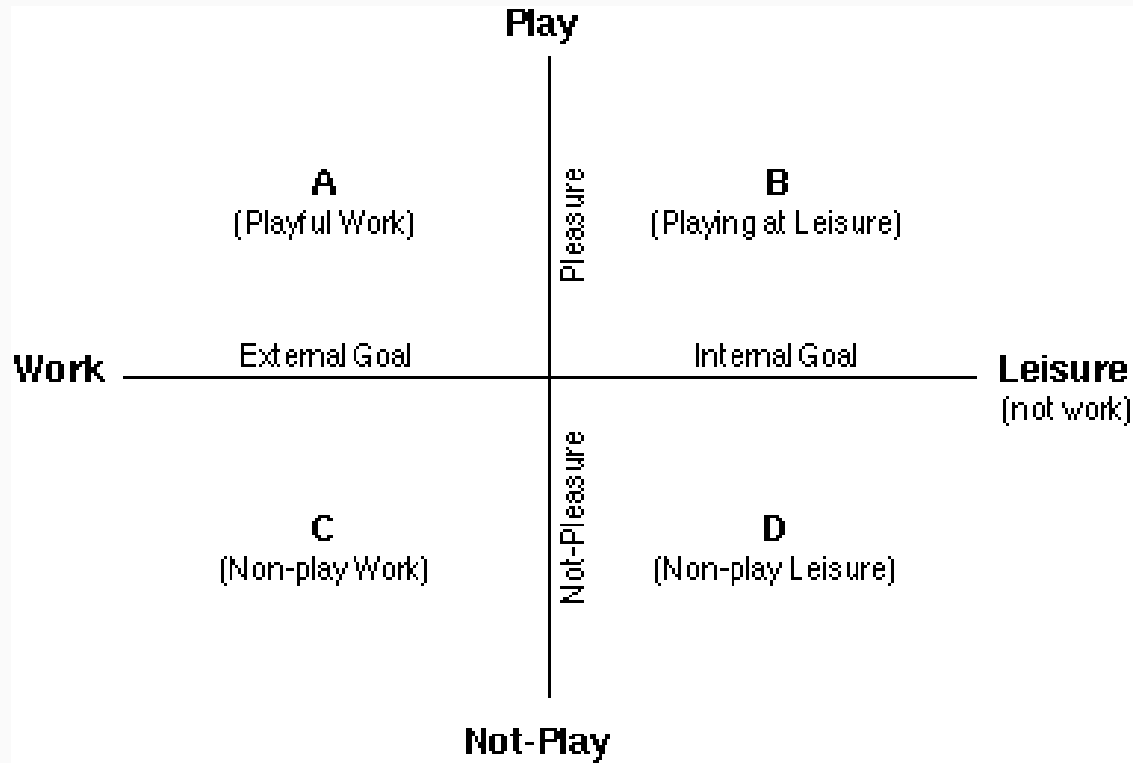 Play
A
(Playful Work)
Pleasure
B
(Playing at Leisure)
Work
External Goal
Internal Goal
Leisure
(not work)
C
(Non-play Work)
Not-Pleasure
D
(Non-play Leisure)
Not-Play